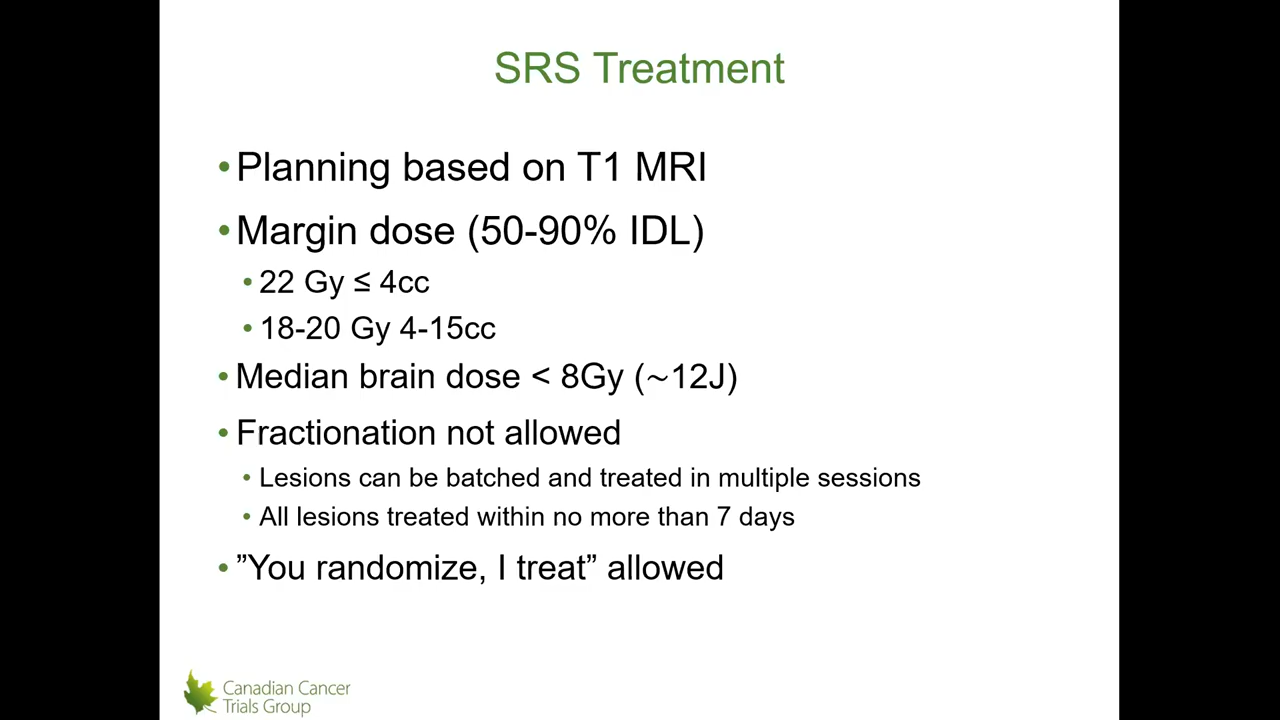 SRS Treatment
•Planning based on T1 MRI
•Margin dose (50-90% IDL)
•22 Gy ≤ 4cc
•18-20 Gy 4-15cc
•Median brain dose < 8Gy (~12J)
•Fractionation not allowed
•Lesions can be batched and treated in multiple sessions
•All lesions treated within no more than 7 days
•”You randomize, I treat” allowed
Canadian Cancer
Trials Group